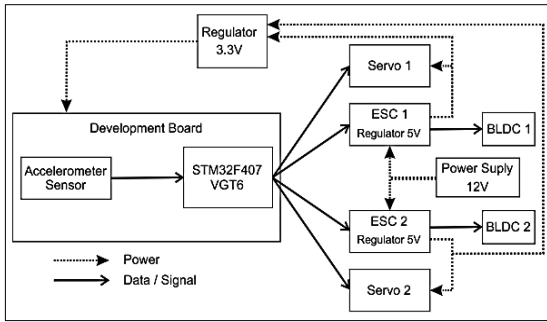 Regulator
3.3V
Servo 1
Development Board
ESC 1
Regulator 5V
BLDC 1
Accelerometer
Sensor
STM32F407
VGT6
Power Suply
12V
ESC 2
Regulator 5V
BLDC 2
Power
Data / Signal
Servo 2